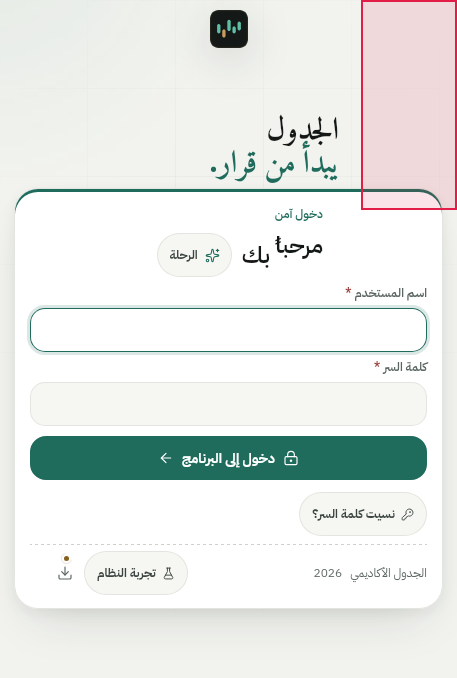 الجدول
يبدأ من قرار.
دخول آمن
مرحبًا بك
الرحلة
اسم المستخدم *
كلمة السر *
دخول إلى البرنامج
نسيت كلمة السر؟
الجدول الأكاديمي 2026
تجربة النظام